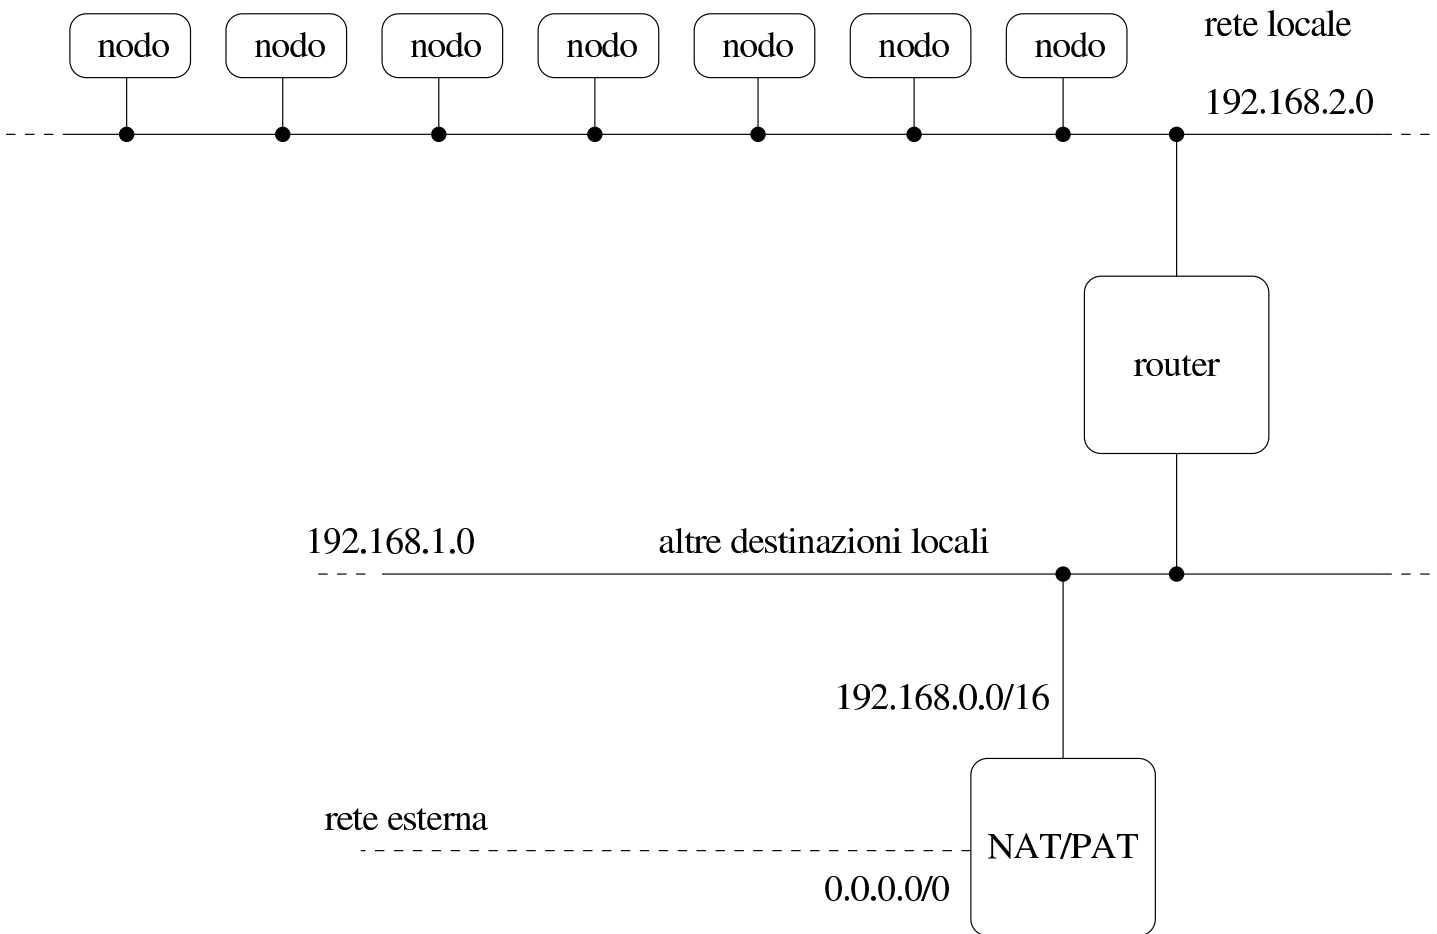 nodo
nodo
nodo
nodo
nodo
nodo
nodo
rete locale
192.168.2.0
router
192.168.1.0
altre destinazioni locali
192.168.0.0/16
rete esterna
NAT/PAT
0.0.0.0/0